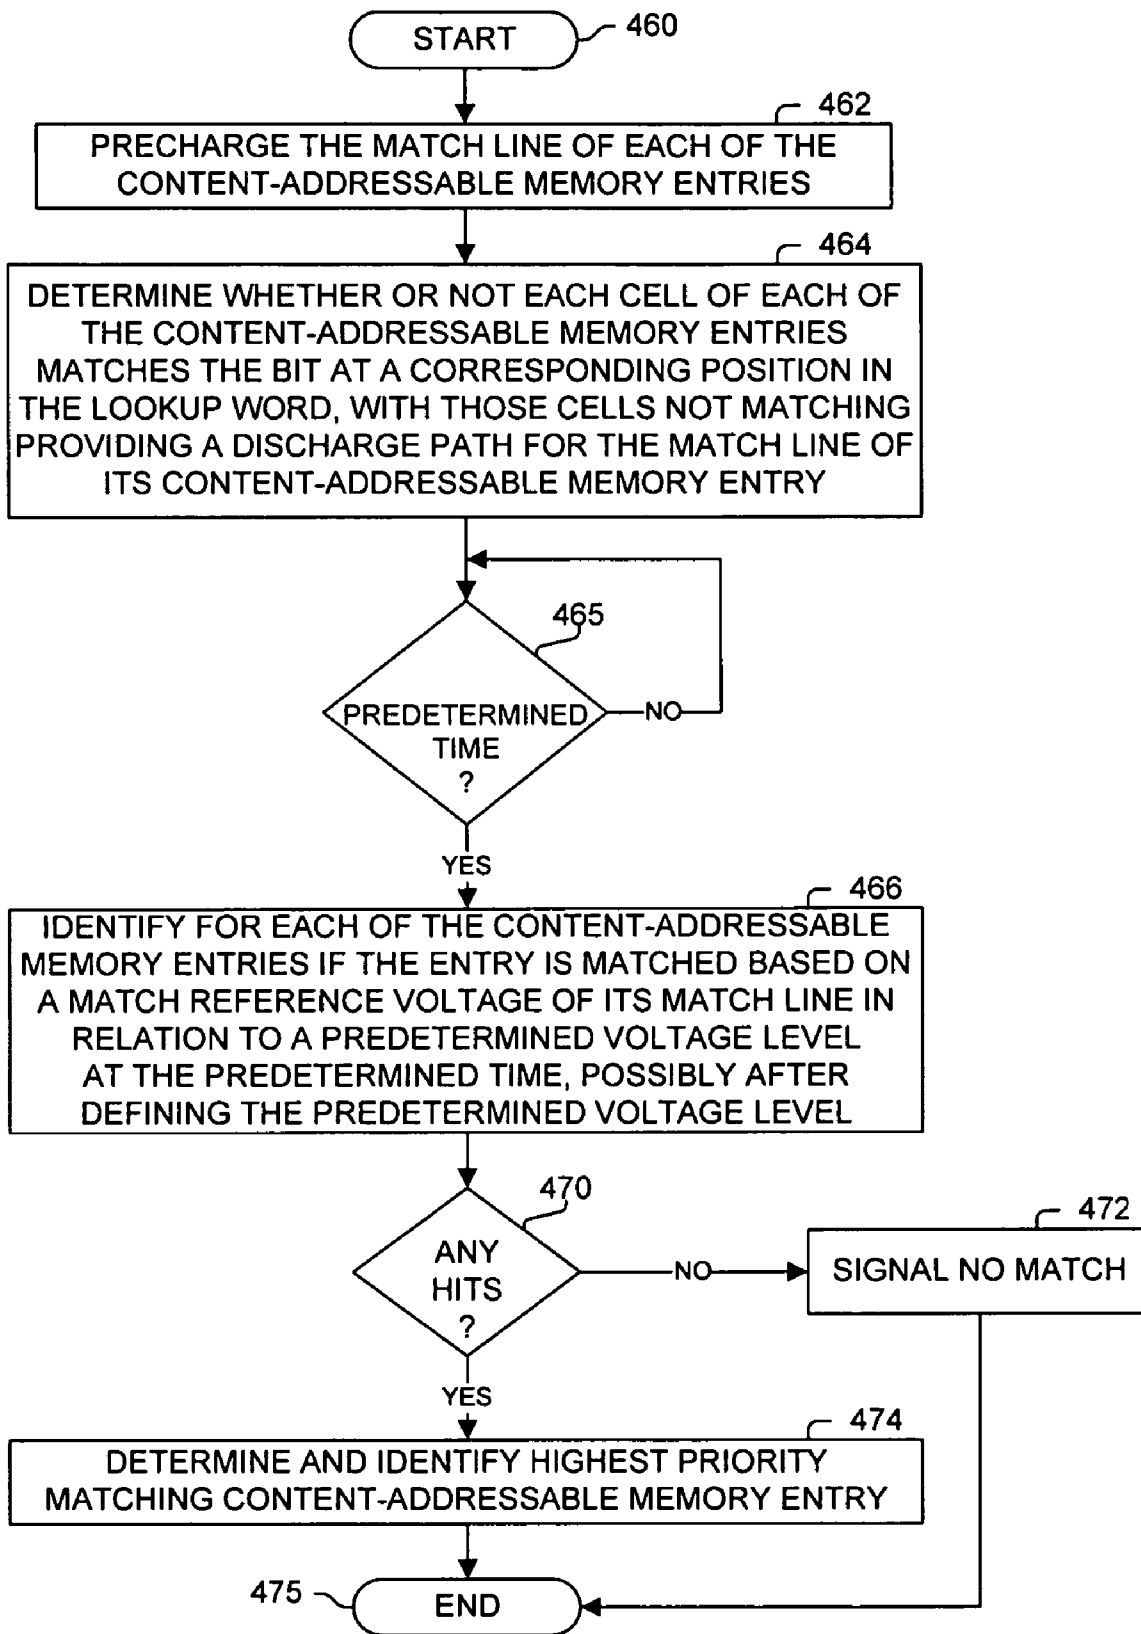 START
460
462
PRECHARGE THE MATCH LINE OF EACH OF THE
CONTENT-ADDRESSABLE MEMORY ENTRIES
464
DETERMINE WHETHER OR NOT EACH CELL OF EACH OF
THE CONTENT-ADDRESSABLE MEMORY ENTRIES
MATCHES THE BIT AT A CORRESPONDING POSITION IN
THE LOOKUP WORD, WITH THOSE CELLS NOT MATCHING
PROVIDING A DISCHARGE PATH FOR THE MATCH LINE OF
ITS CONTENT-ADDRESSABLE MEMORY ENTRY
465
PREDETERMINED
TIME
?
NO
YES
466
IDENTIFY FOR EACH OF THE CONTENT-ADDRESSABLE
MEMORY ENTRIES IF THE ENTRY IS MATCHED BASED ON
A MATCH REFERENCE VOLTAGE OF ITS MATCH LINE IN
RELATION TO A PREDETERMINED VOLTAGE LEVEL
AT THE PREDETERMINED TIME, POSSIBLY AFTER
DEFINING THE PREDETERMINED VOLTAGE LEVEL
470
ANY
HITS
?
NO
472
SIGNAL NO MATCH
YES
474
DETERMINE AND IDENTIFY HIGHEST PRIORITY
MATCHING CONTENT-ADDRESSABLE MEMORY ENTRY
475
END